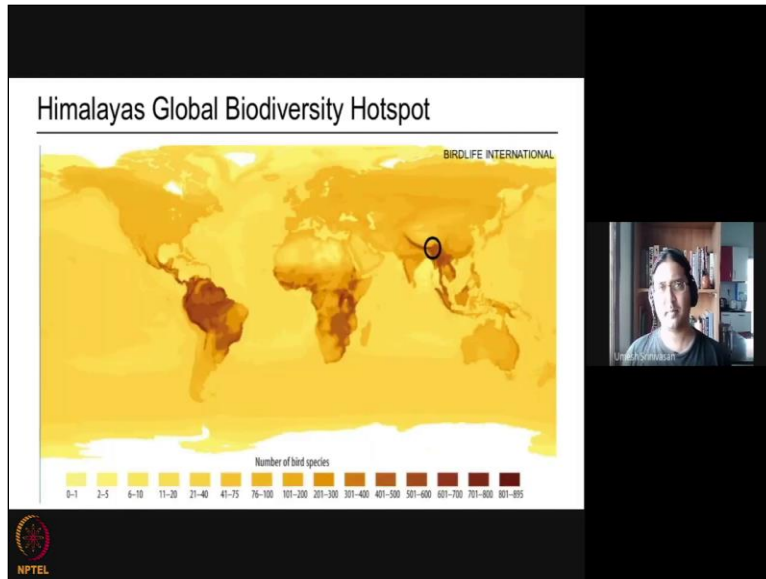 Himalayas Global Biodiversity Hotspot
BIRDLIFE INTERNATIONAL
Number of bird species
0–1 2–5 6–10 11–20 21–40 41–75 76–100 101–200 201–300 301–400 401–500 501–600 601–700 701–800 801–895
Umesh Srinivasan
NPTEL